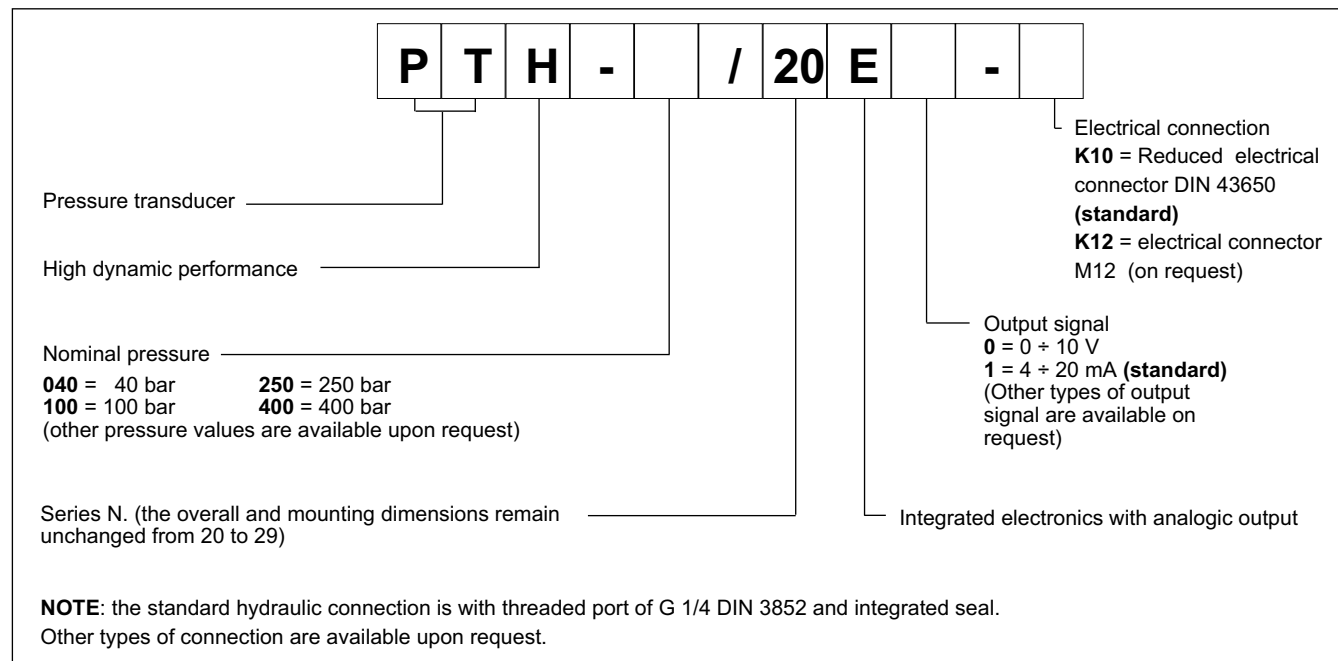 P T H - / 20 E -
Electrical connection
K10 = Reduced electrical
connector DIN 43650
(standard)
K12 = electrical connector
M12 (on request)
Pressure transducer
High dynamic performance
Output signal
0 = 0 ÷ 10 V
1 = 4 ÷ 20 mA (standard)
(Other types of output
signal are available on
request)
Nominal pressure
040 = 40 bar 250 = 250 bar
100 = 100 bar 400 = 400 bar
(other pressure values are available upon request)
Series N. (the overall and mounting dimensions remain
unchanged from 20 to 29)
Integrated electronics with analogic output
NOTE: the standard hydraulic connection is with threaded port of G 1/4 DIN 3852 and integrated seal.
Other types of connection are available upon request.